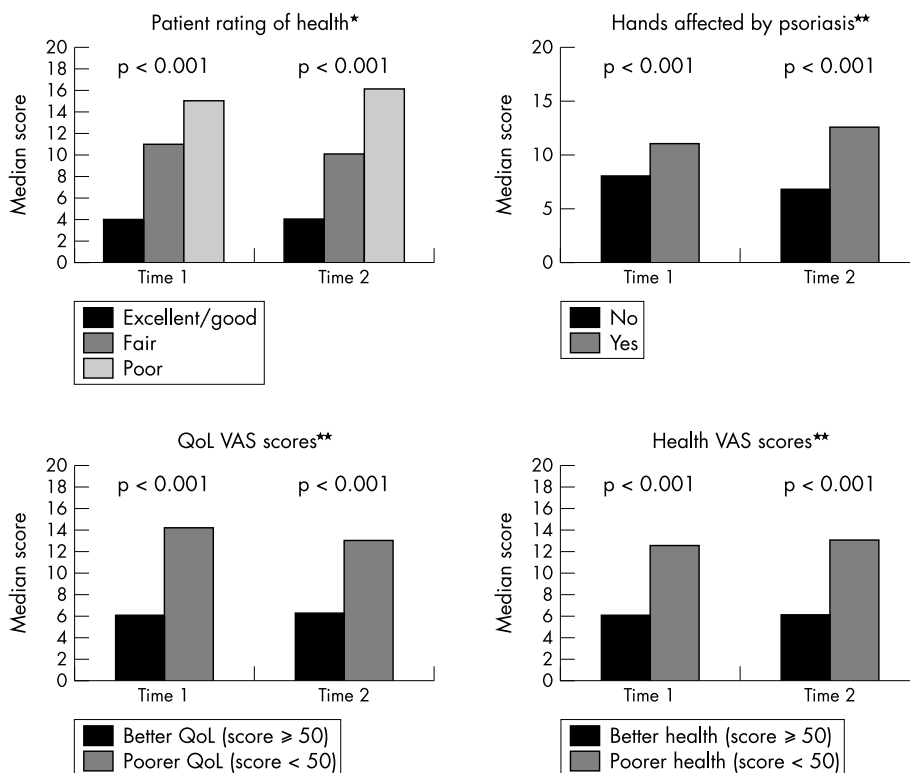 Patient rating of health★
Median score
20
18
16
14
12
10
8
6
4
2
0
p < 0.001
p < 0.001
Time 1
Time 2
Excellent/good
Fair
Poor
Hands affected by psoriasis★★
Median score
20
15
10
5
0
p < 0.001
p < 0.001
Time 1
Time 2
No
Yes
QoL VAS scores★★
Median score
20
18
16
14
12
10
8
6
4
2
0
p < 0.001
p < 0.001
Time 1
Time 2
Better QoL (score ⩾ 50)
Poorer QoL (score < 50)
Health VAS scores★★
Median score
20
18
16
14
12
10
8
6
4
2
0
p < 0.001
p < 0.001
Time 1
Time 2
Better health (score ⩾ 50)
Poorer health (score < 50)